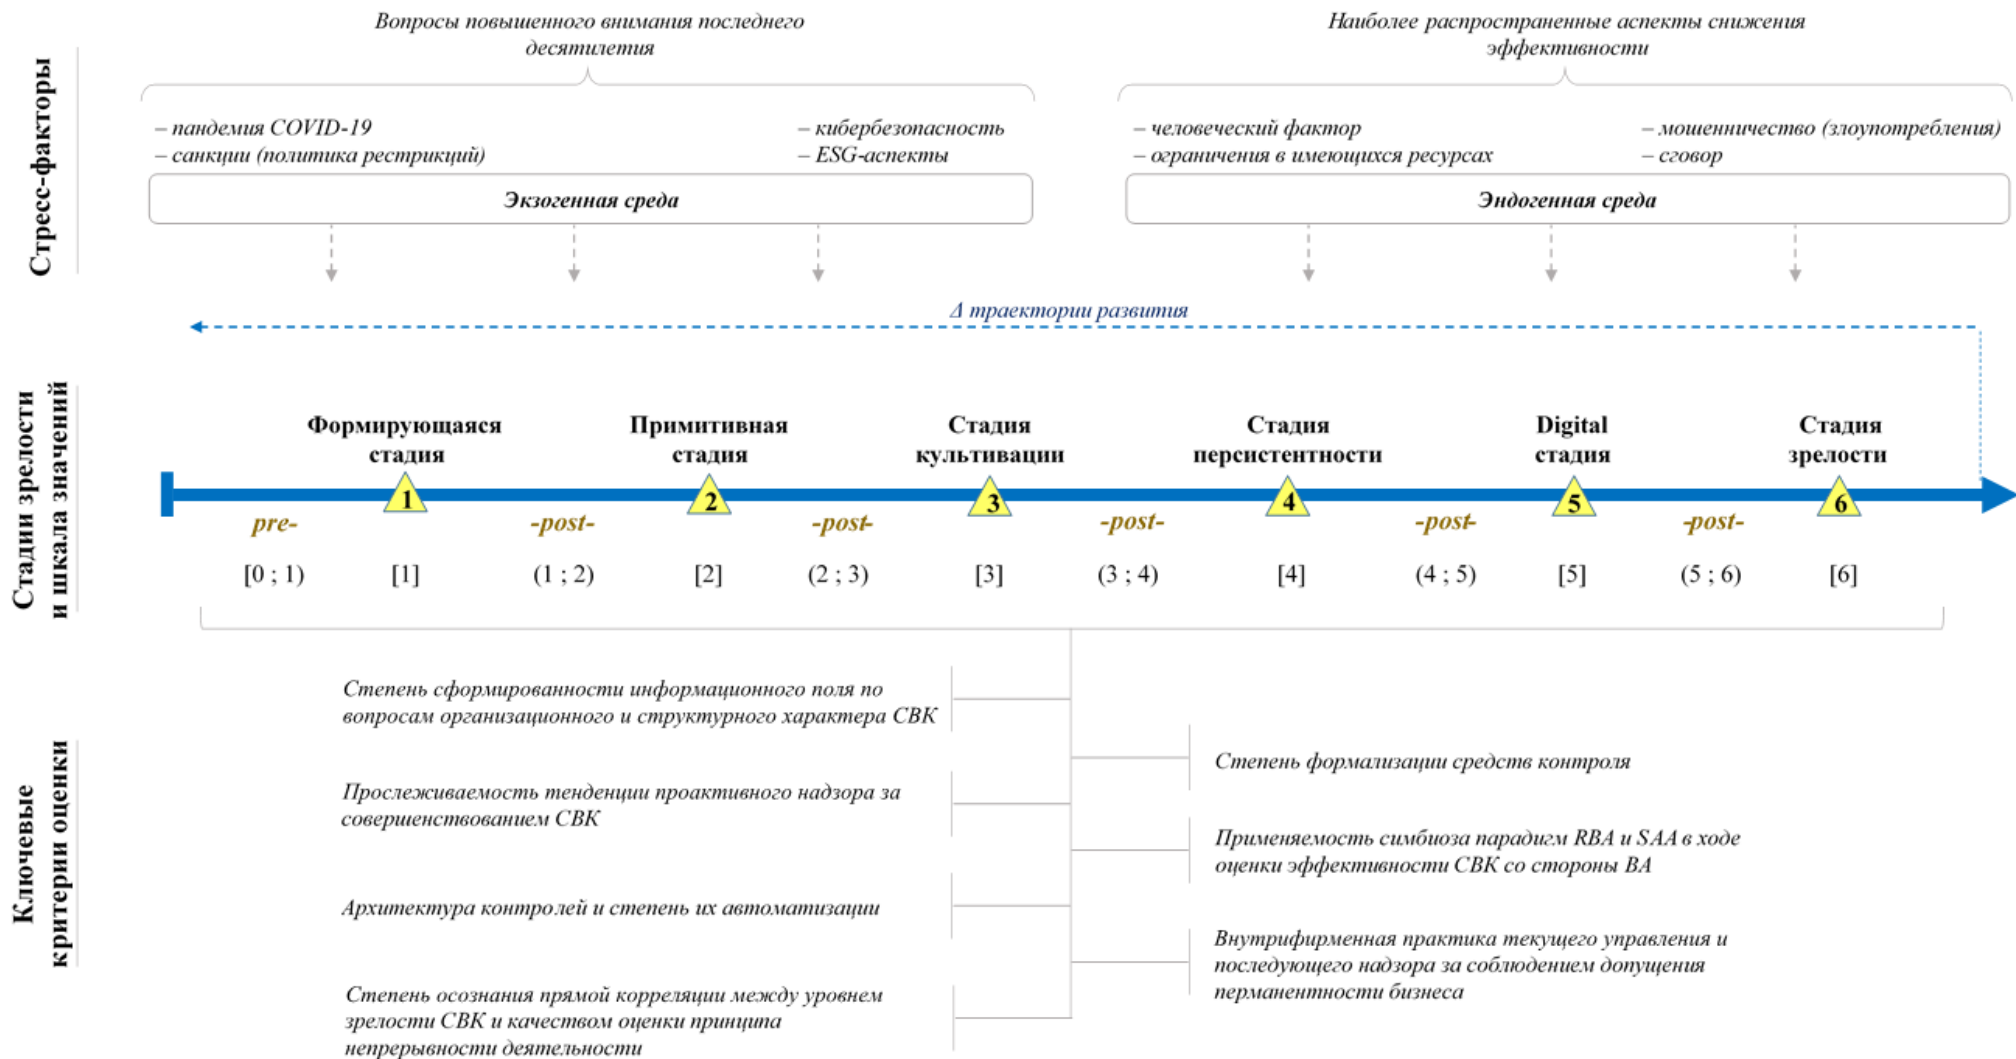 Стресс-факторы
Вопросы повышенного внимания последнего
десятилетия
– пандемия COVID-19
– санкции (политика рестрикций)
– кибербезопасность
– ESG-аспекты
Экзогенная среда
Наиболее распространенные аспекты снижения
эффективности
– человеческий фактор
– ограничения в имеющихся ресурсах
– мошенничество (злоупотребления)
– сговор
Эндогенная среда
Δ траектории развития
Стадии зрелости
и шкала значений
Формирующаяся
стадия
Примитивная
стадия
Стадия
культивации
Стадия
персистентности
Digital
стадия
Стадия
зрелости
1
2
3
4
5
6
pre-
-post-
-post-
-post-
-post-
-post-
[0 ; 1)
[1]
(1 ; 2)
[2]
(2 ; 3)
[3]
(3 ; 4)
[4]
(4 ; 5)
[5]
(5 ; 6)
[6]
Ключевые
критерии оценки
Степень сформированности информационного поля по
вопросам организационного и структурного характера СВК
Прослеживаемость тенденции проактивного надзора за
совершенствованием СВК
Архитектура контролей и степень их автоматизации
Степень осознания прямой корреляции между уровнем
зрелости СВК и качеством оценки принципа
непрерывности деятельности
Степень формализации средств контроля
Применяемость симбиоза парадигм RBA и SAA в ходе
оценки эффективности СВК со стороны ВА
Внутрифирменная практика текущего управления и
последующего надзора за соблюдением допущения
перманентности бизнеса